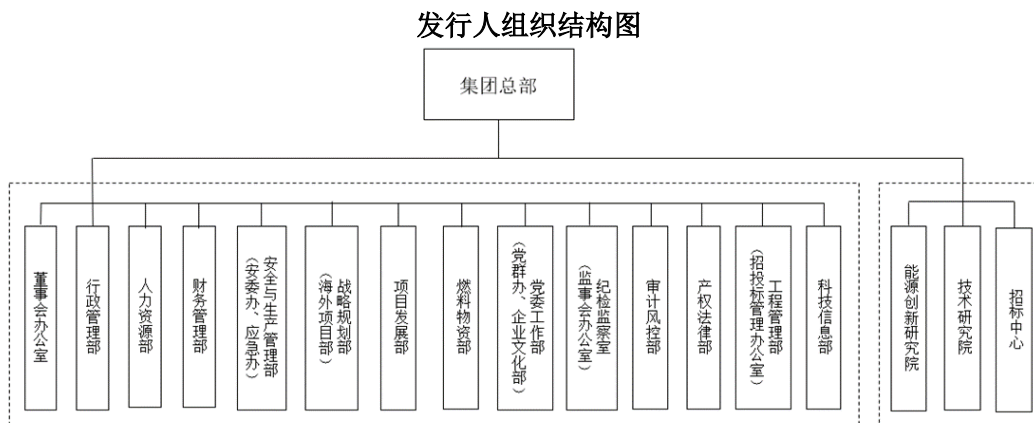 发行人组织结构图
集团总部
董事会办公室
行政管理部
人力资源部
财务管理部
安全与生产管理部
（安委办、应急办）
战略规划部
（海外项目部）
项目发展部
燃料物资部
党委工作部
（党群办、企业文化部）
纪检监察室
（监事会办公室）
审计风控部
产权法律部
工程管理部
（招投标管理办公室）
科技信息部
能源创新研究院
技术研究院
招标中心